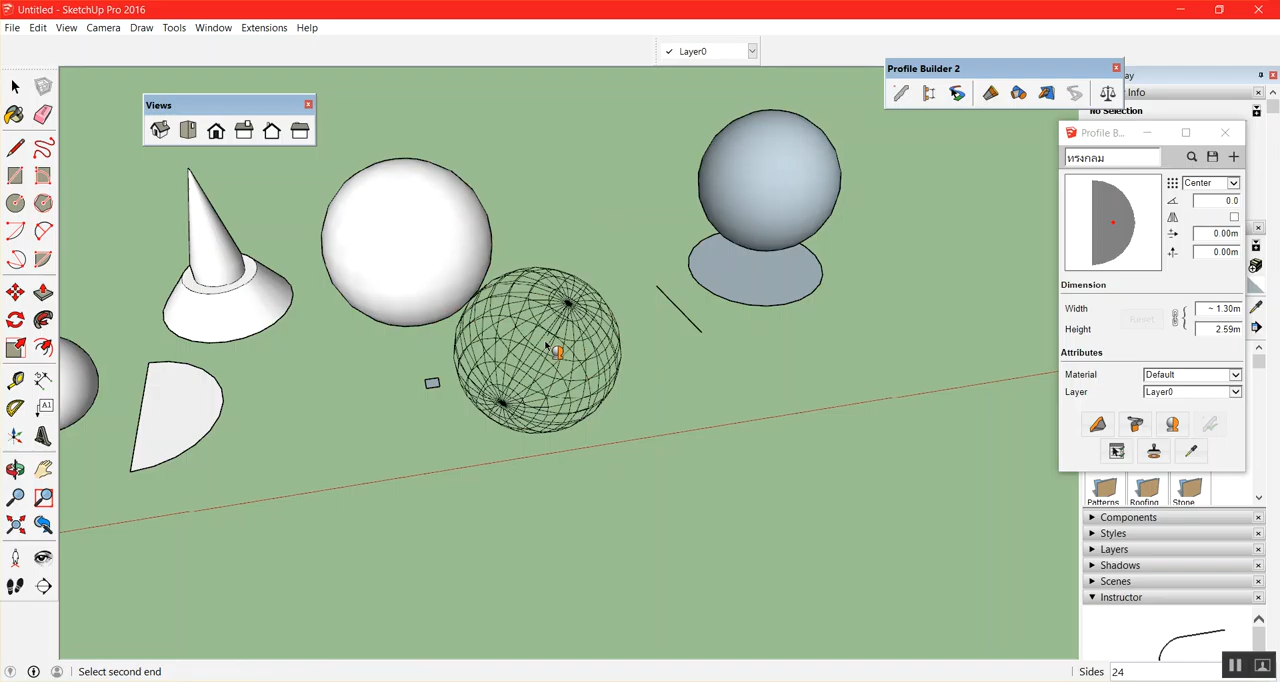 Untitled - SketchUp Pro 2016
File Edit View Camera Draw Tools Window Extensions Help
Layer0
Profile Builder 2
ay
Views
Info
No Selection
Profile B...
ทรงกลม
Center
0.0
0.00m
0.00m
Dimension
Width ~ 1.30m
Reset
Height 2.59m
Attributes
Material Default
Layer Layer0
A1
Patterns Roofing Stone
Components
Styles
Layers
Shadows
Scenes
Instructor
Select second end
Sides 24